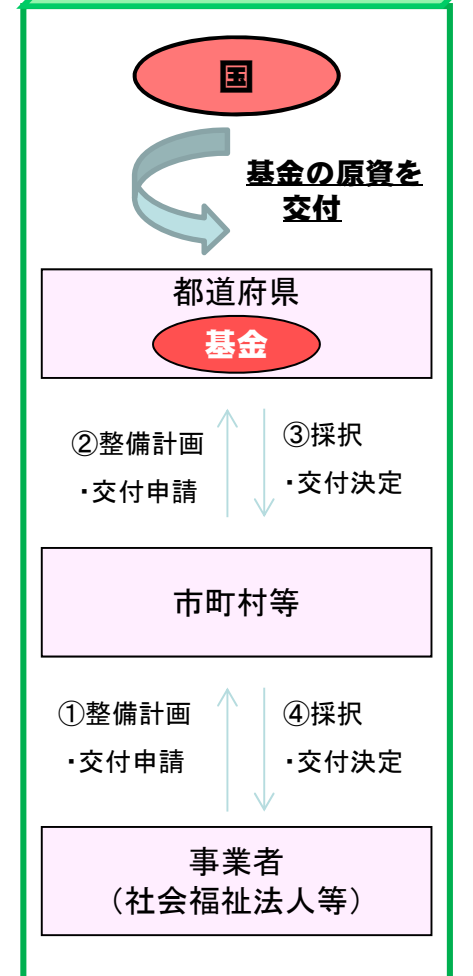 国
基金の原資を
交付
都道府県
基金
②整備計画
・交付申請
③採択
・交付決定
市町村等
①整備計画
・交付申請
④採択
・交付決定
事業者
（社会福祉法人等）